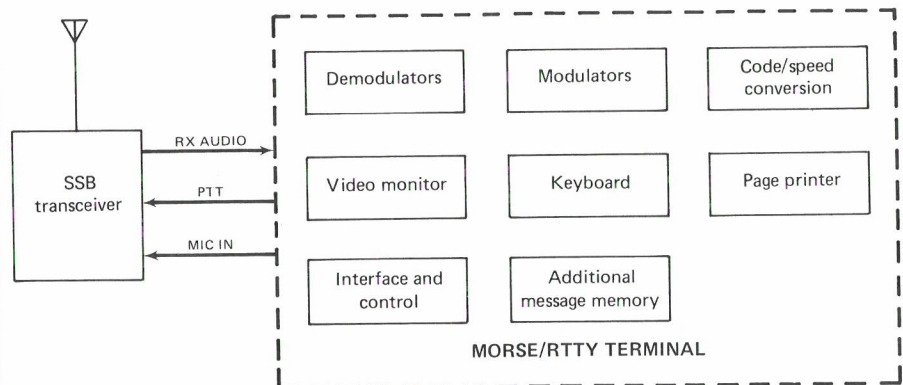 Demodulators
Modulators
Code/speed
conversion
RX AUDIO
SSB
transceiver
PTT
MIC IN
Video monitor
Keyboard
Page printer
Interface and
control
Additional
message memory
MORSE/RTTY TERMINAL